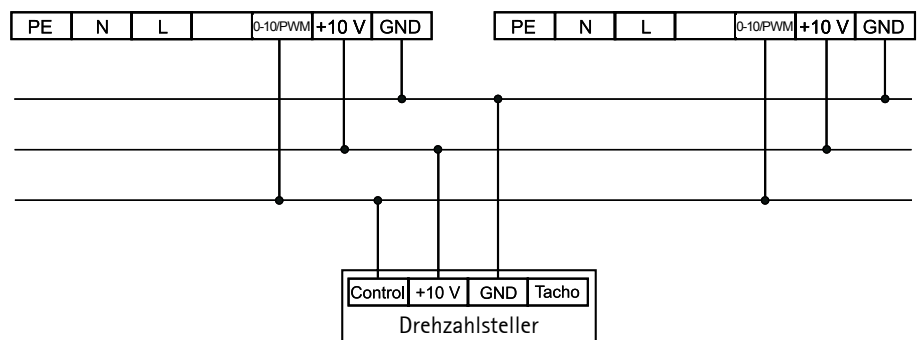 PE N L 0-10/PWM +10 V GND PE N L 0-10/PWM +10 V GND
Control +10 V GND Tacho
Drehzahlsteller